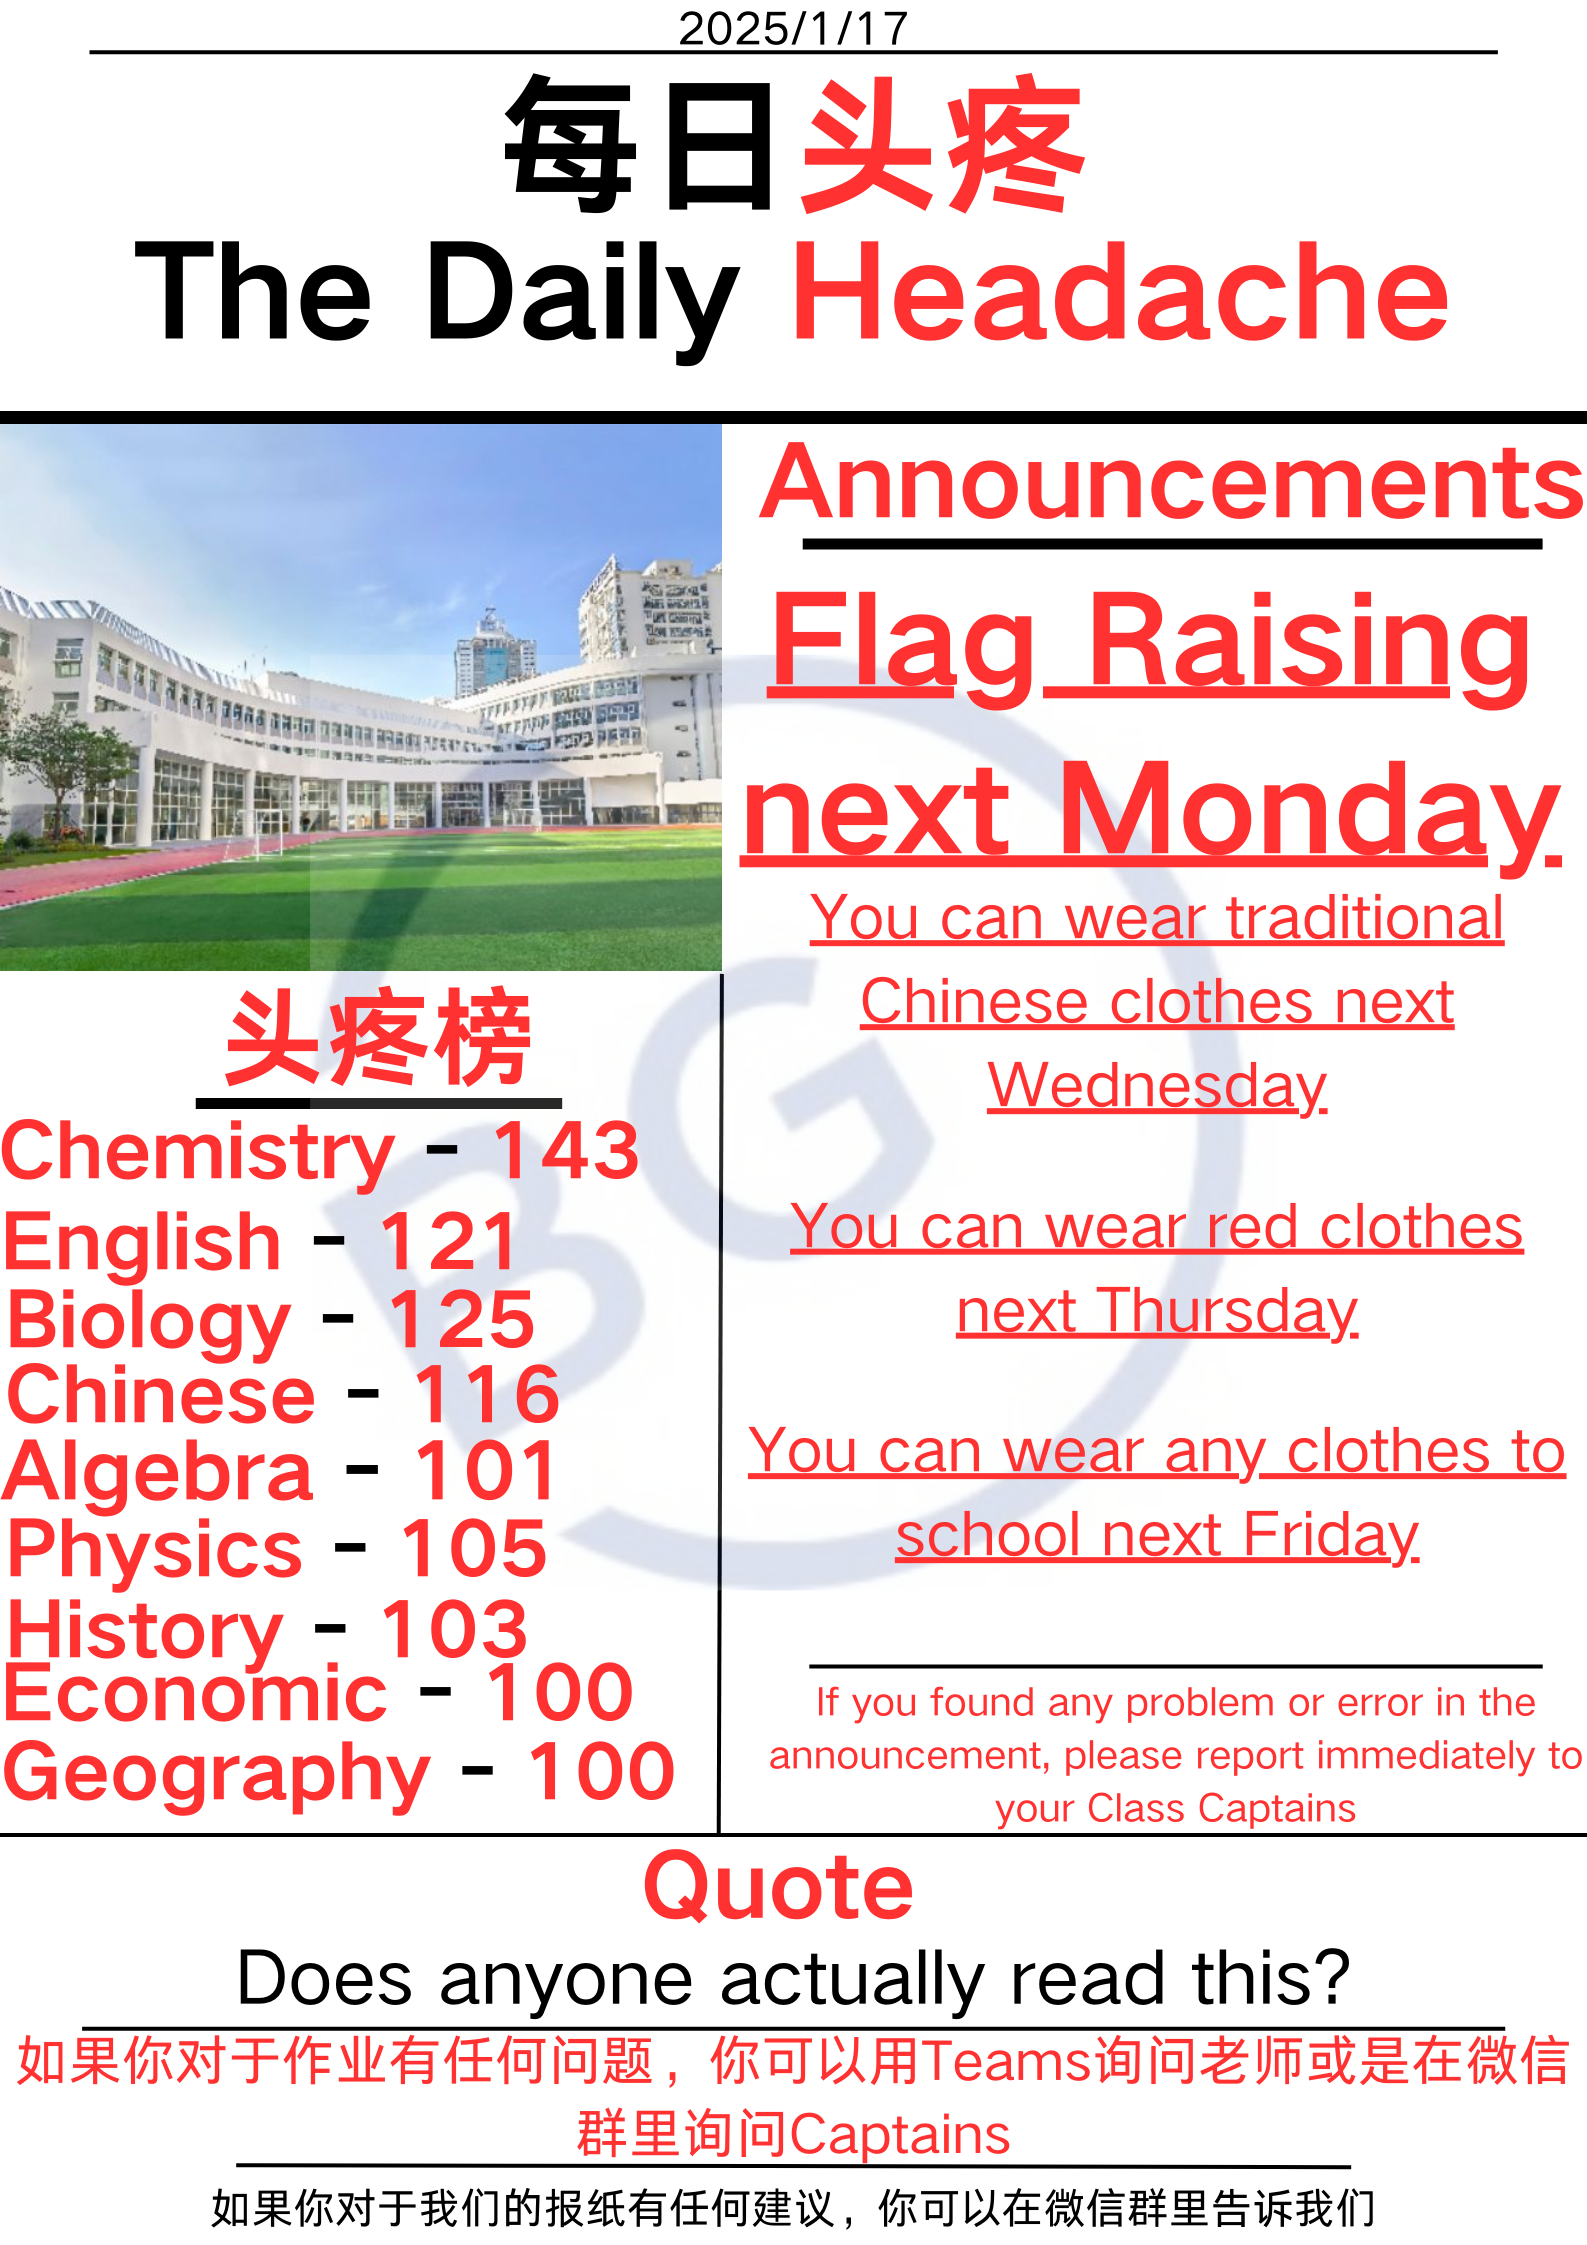 2025/1/17
每日头疼
The Daily Headache
Announcements
Flag Raising
next Monday
You can wear traditional
Chinese clothes next
Wednesday
You can wear red clothes
next Thursday
You can wear any clothes to
school next Friday
If you found any problem or error in the
announcement, please report immediately to
your Class Captains
头疼榜
Chemistry - 143
English - 121
Biology - 125
Chinese - 116
Algebra - 101
Physics - 105
History - 103
Economic - 100
Geography - 100
BG
Quote
Does anyone actually read this?
如果你对于作业有任何问题，你可以用Teams询问老师或是在微信
群里询问Captains
如果你对于我们的报纸有任何建议，你可以在微信群里告诉我们